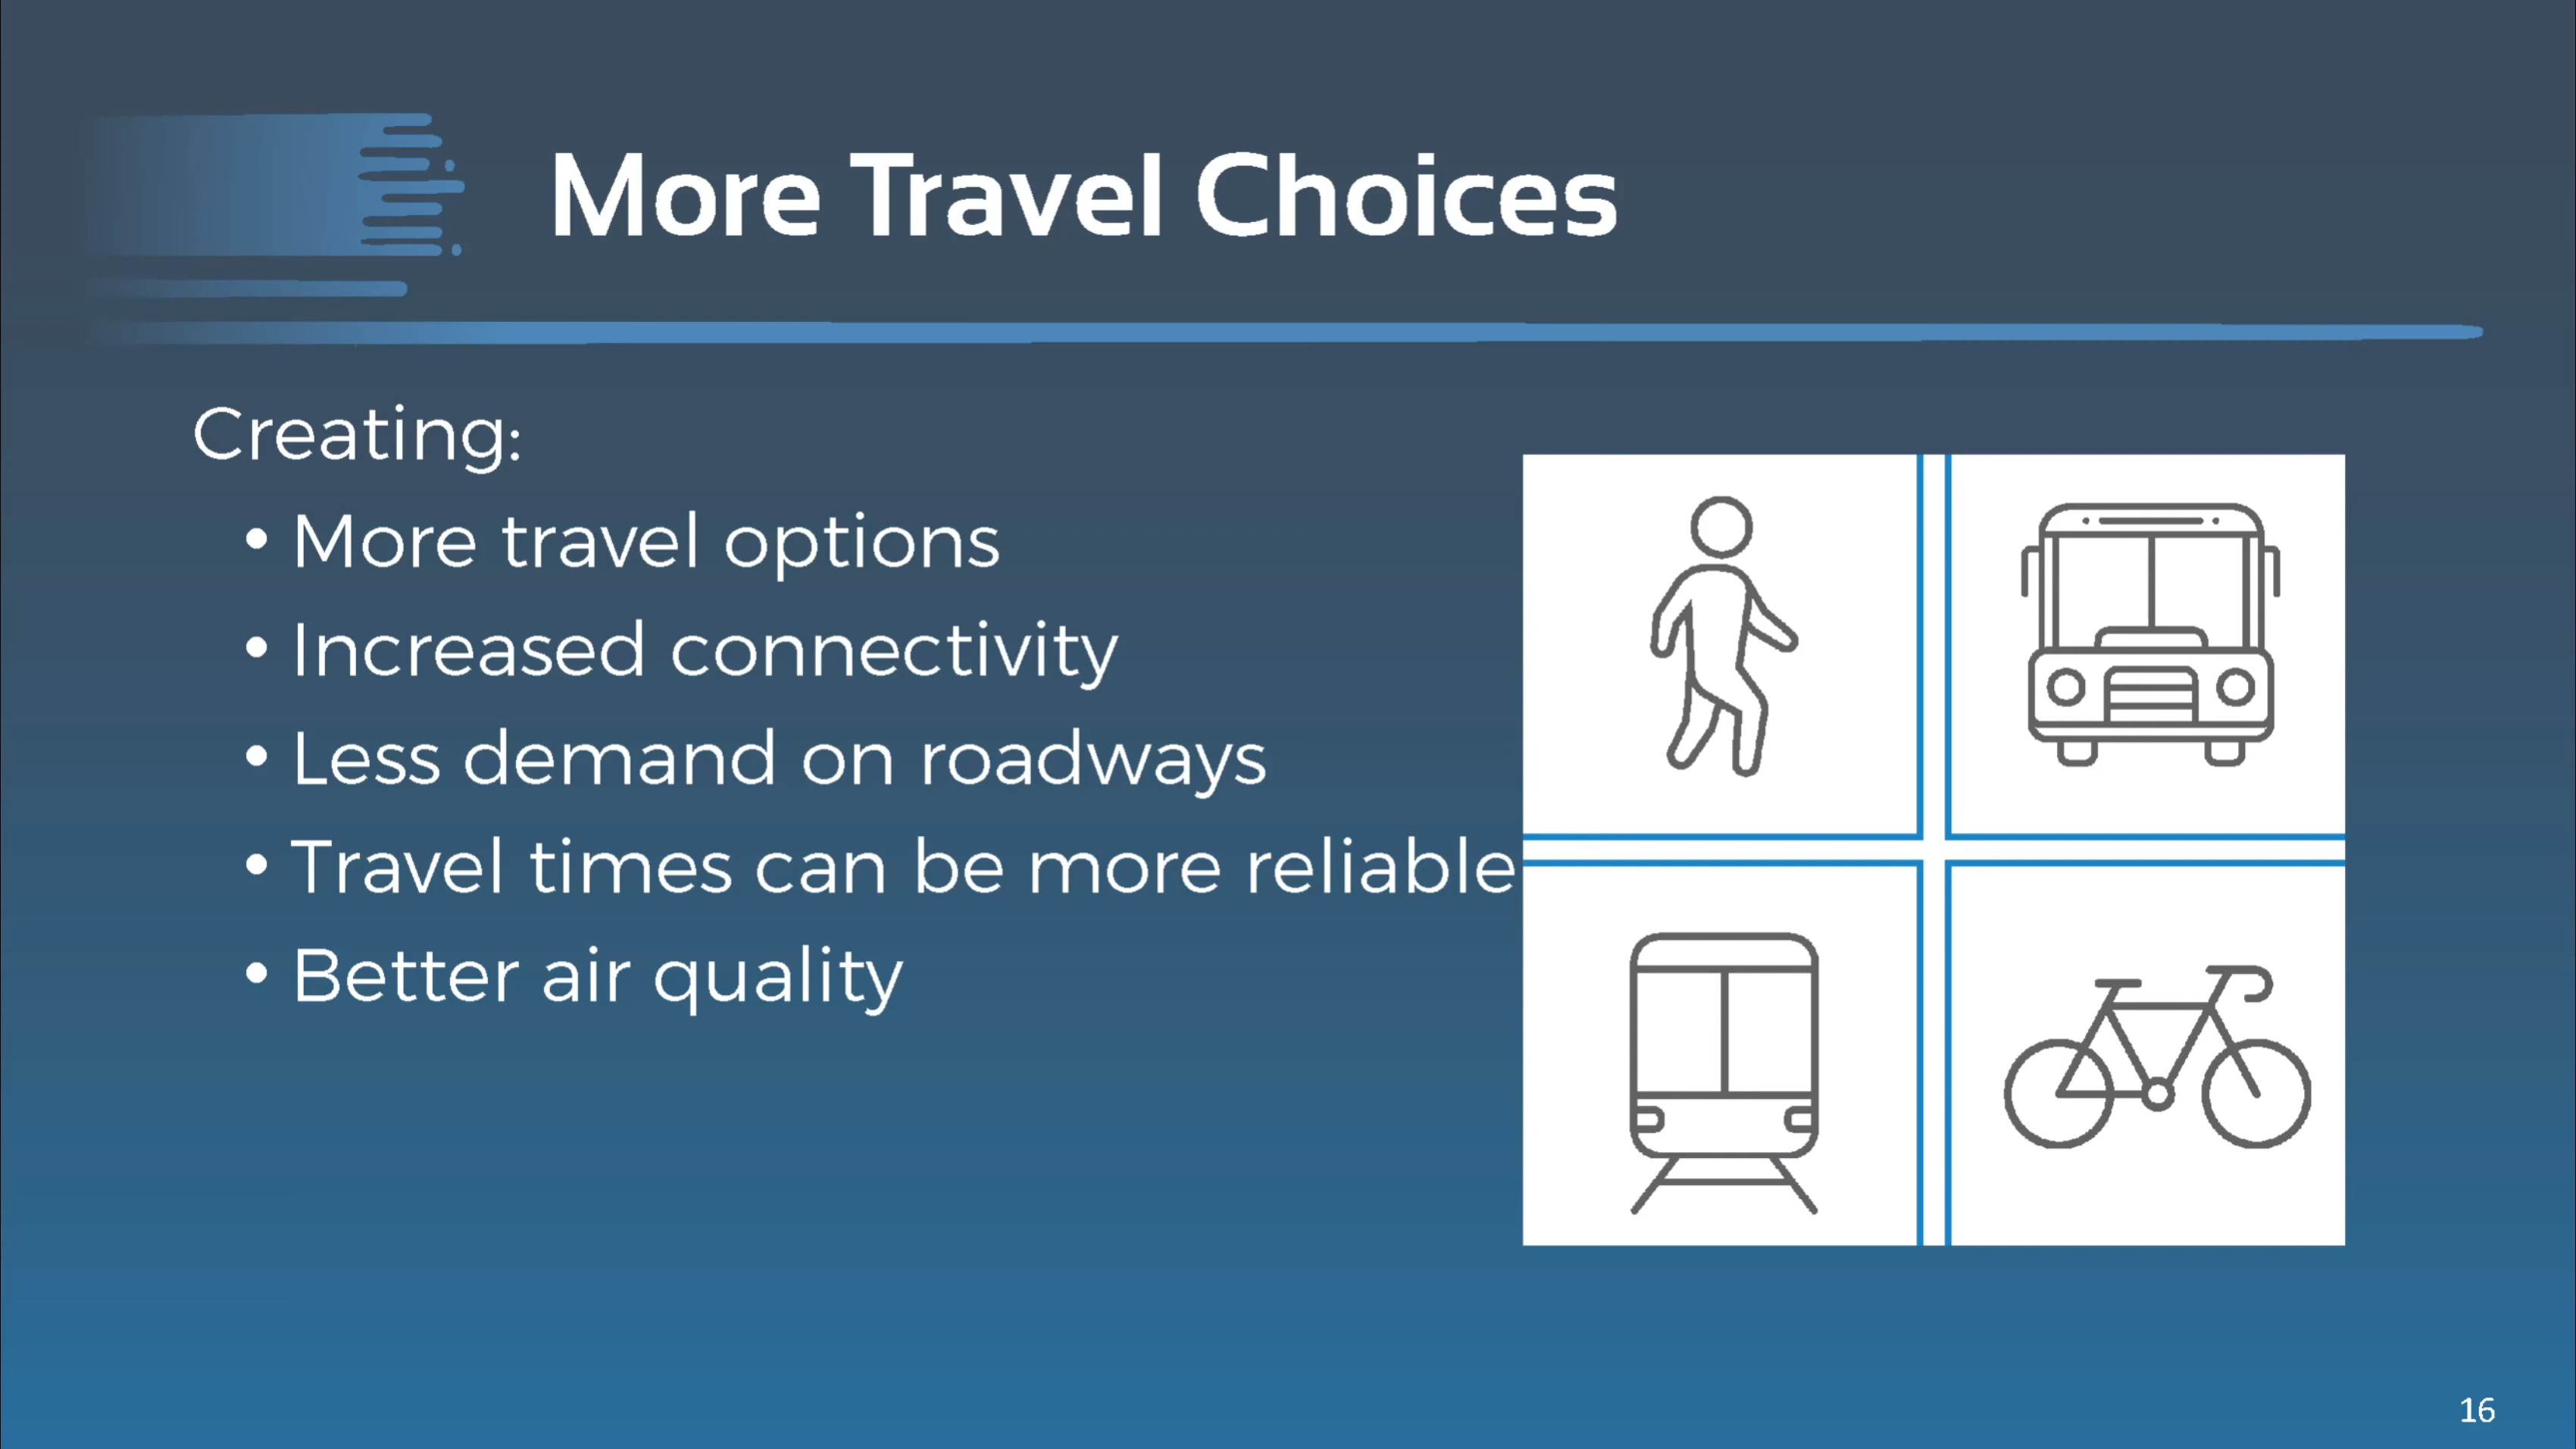 More Travel Choices
Creating:
• More travel options
• Increased connectivity
• Less demand on roadways
• Travel times can be more reliable
• Better air quality
16